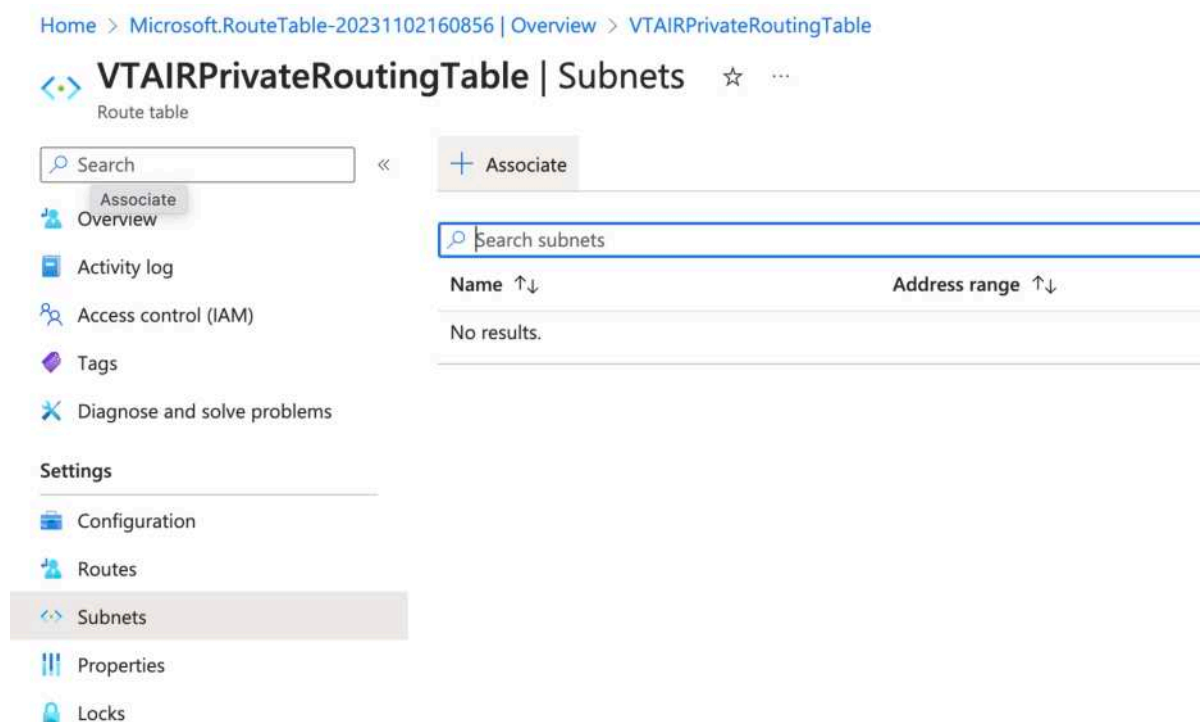 Home > Microsoft.RouteTable-20231102160856 | Overview > VTAIRPrivateRoutingTable
VTAIRPrivateRoutingTable | Subnets
Route table
Search
Associate
Associate
Overview
Activity log
Access control (IAM)
Tags
Diagnose and solve problems
Settings
Configuration
Routes
Subnets
Properties
Locks
Search subnets
Name Address range
No results.